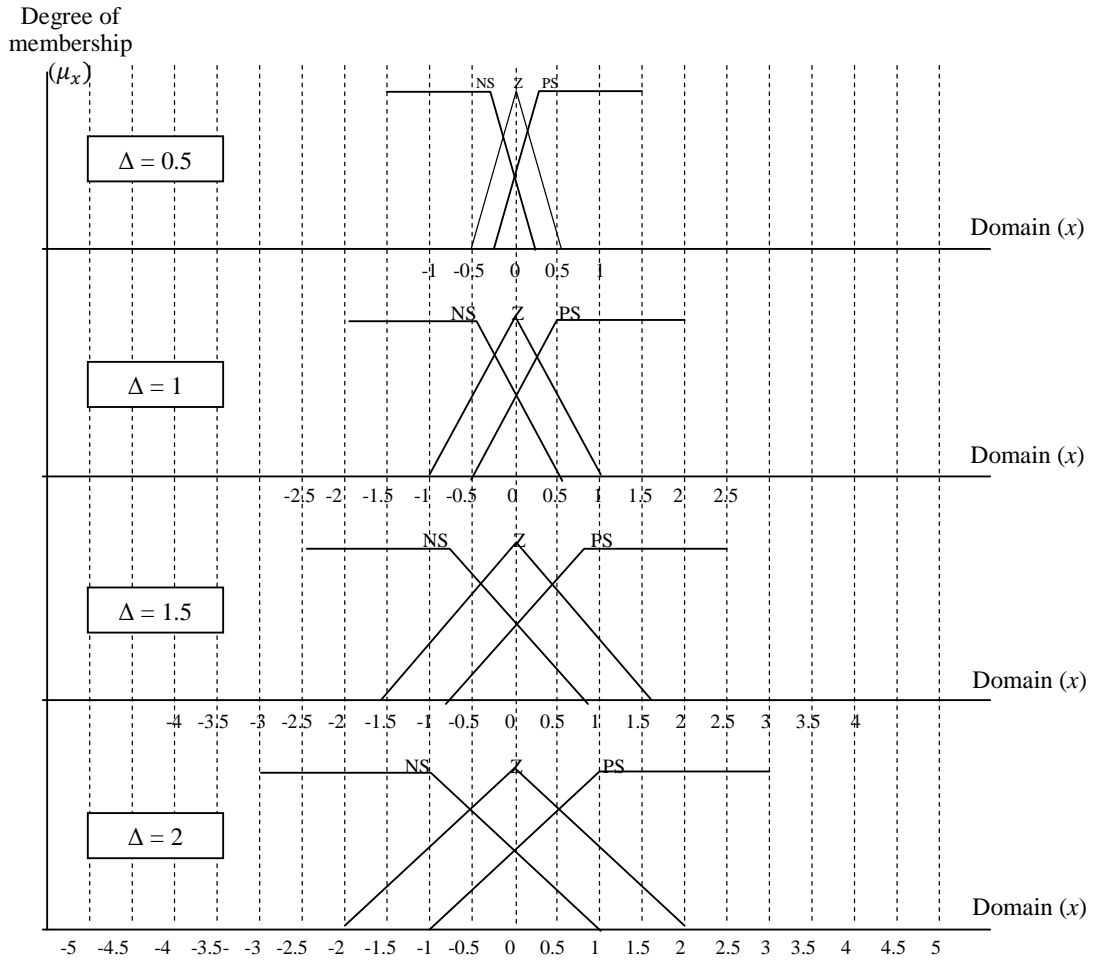 Degree of
membership
(μₓ)
NS Z PS
Δ = 0.5
Domain (x)
-1 -0.5 0 0.5 1
NS Z PS
Δ = 1
Domain (x)
-2.5 -2 -1.5 -1 -0.5 0 0.5 1 1.5 2 2.5
NS Z PS
Δ = 1.5
Domain (x)
-4 -3.5 -3 -2.5 -2 -1.5 -1 -0.5 0 0.5 1 1.5 2 2.5 3 3.5 4
NS Z PS
Δ = 2
Domain (x)
-5 -4.5 -4 -3.5- -3 -2.5 -2 -1.5 -1 -0.5 0 0.5 1 1.5 2 2.5 3 3.5 4 4.5 5